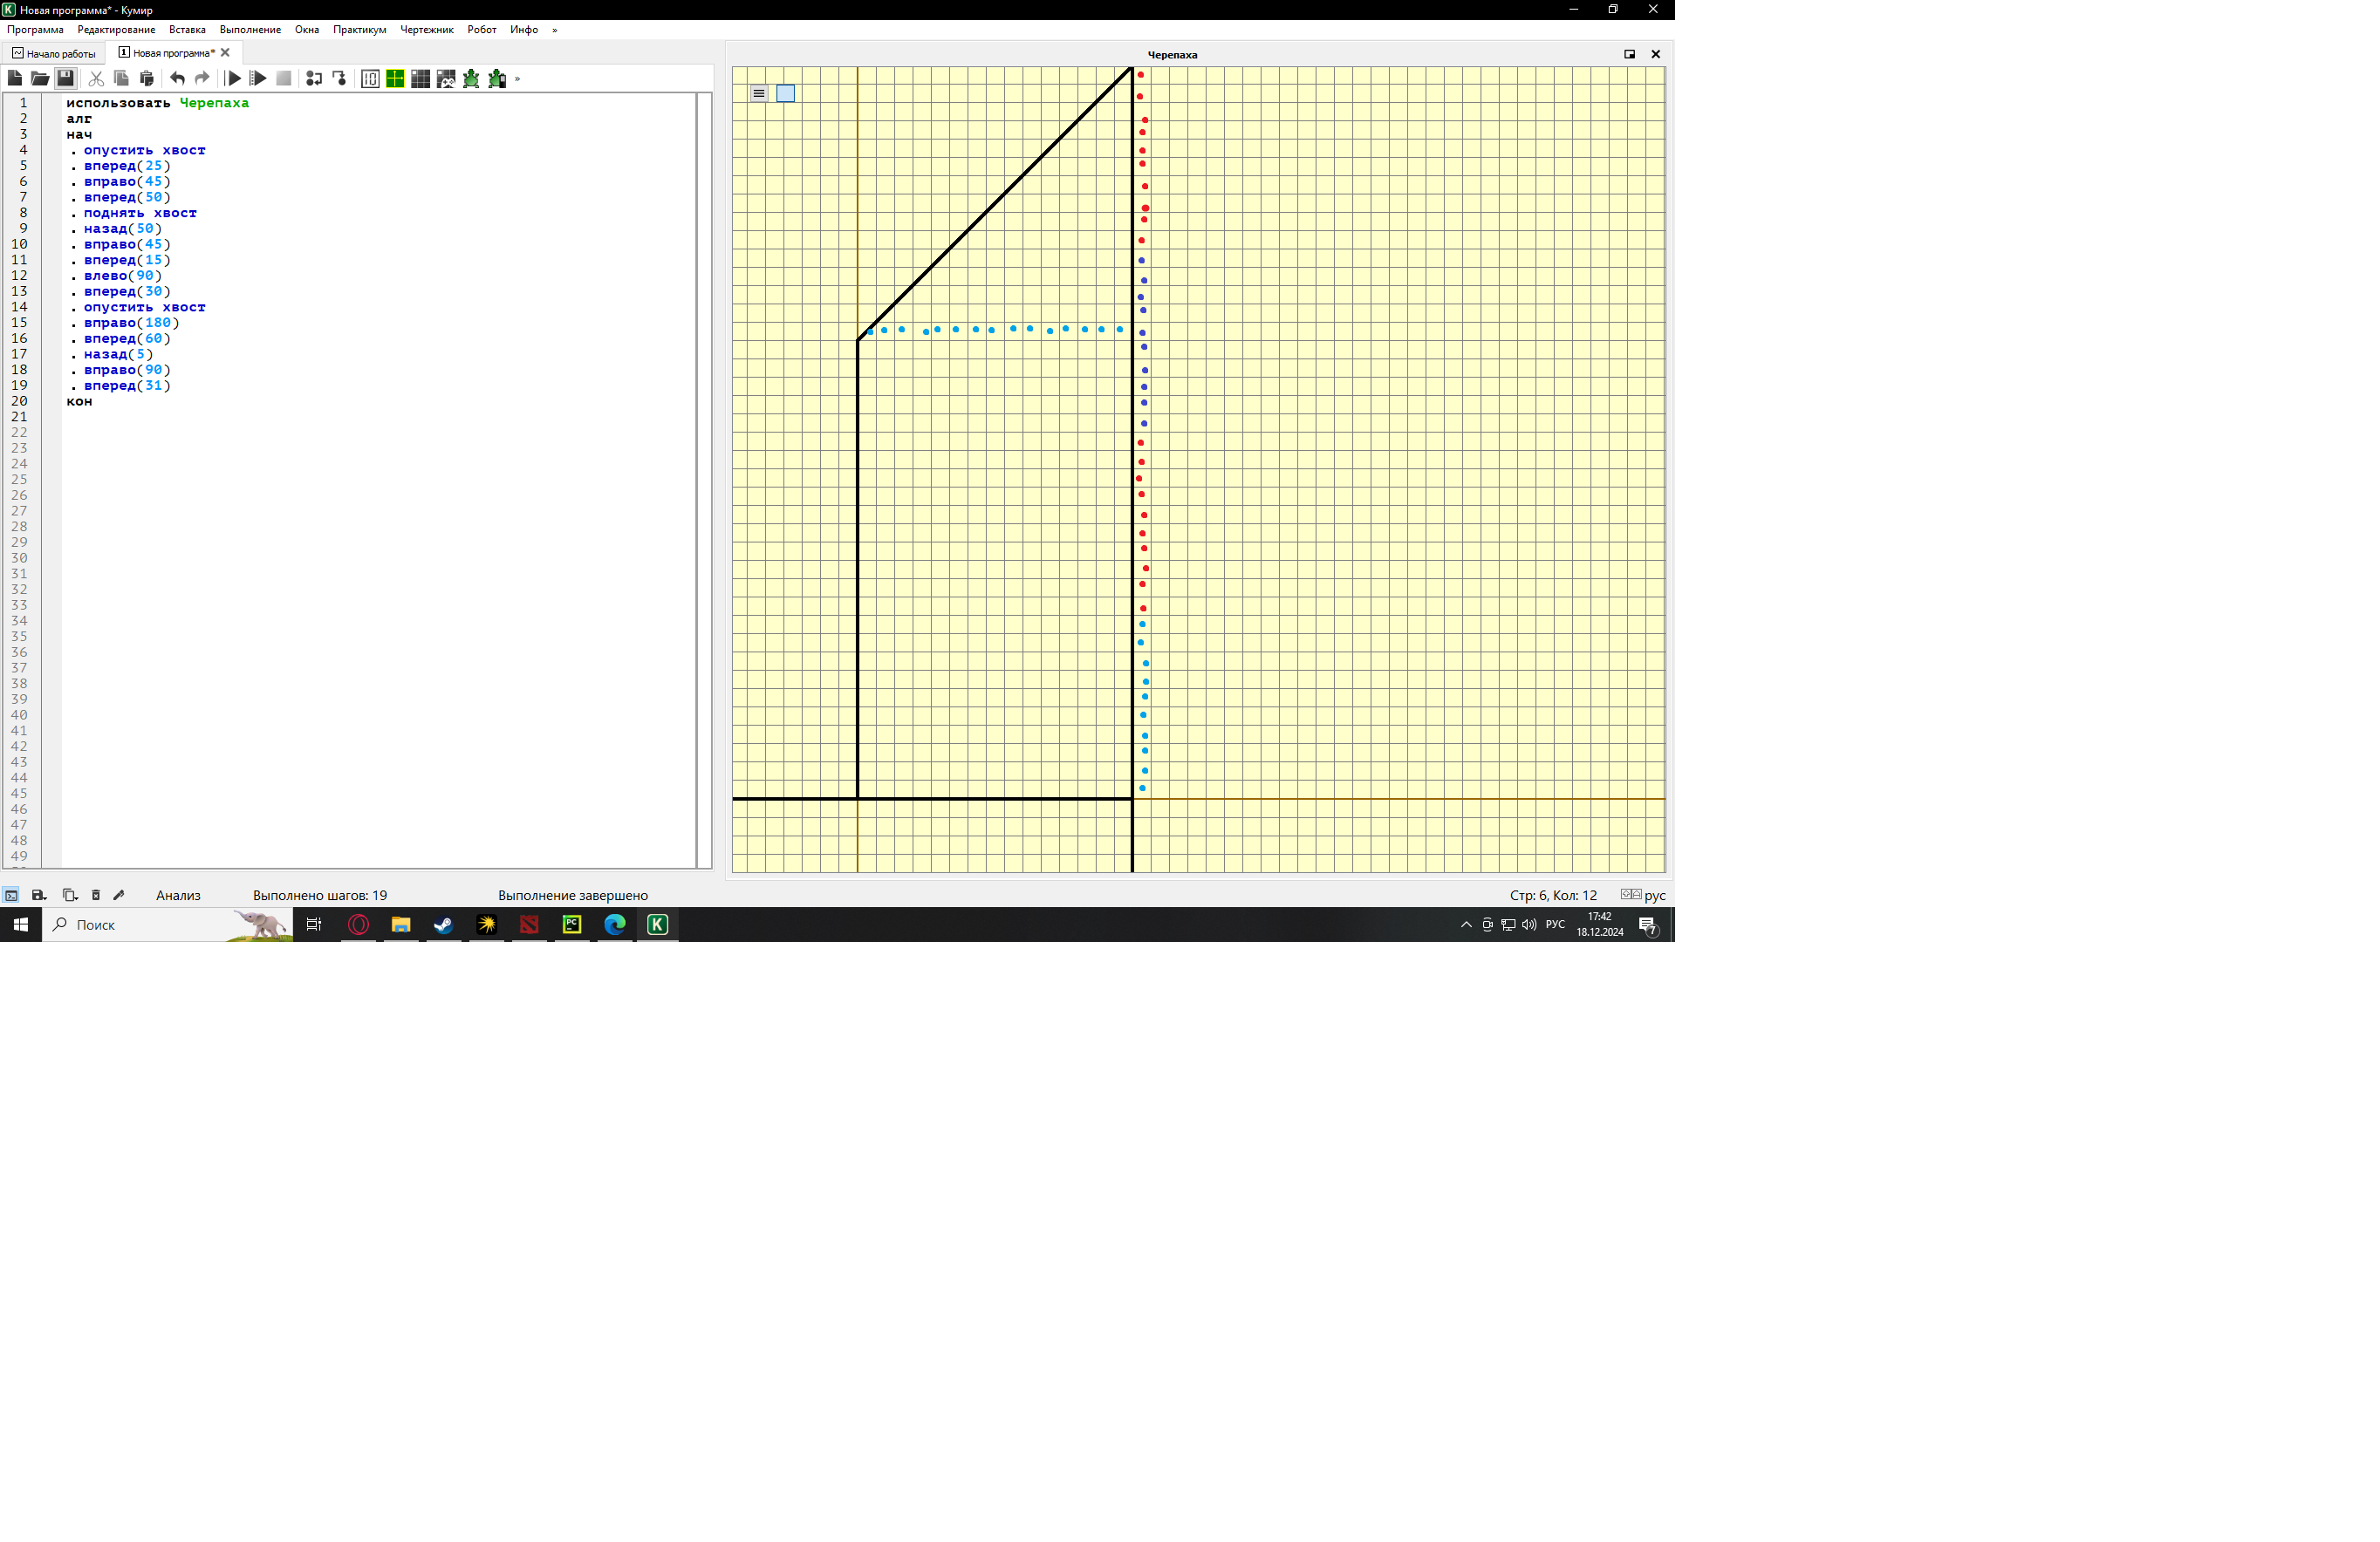 Новая программа* - Кумир
Программа Редактирование Вставка Выполнение Окна Практикум Чертежник Робот Инфо »
Начало работы Новая программа*
»
1 использовать Черепаха
2 алг
3 нач
4 . опустить хвост
5 . вперед(25)
6 . вправо(45)
7 . вперед(50)
8 . поднять хвост
9 . назад(50)
10 . вправо(45)
11 . вперед(15)
12 . влево(90)
13 . вперед(30)
14 . опустить хвост
15 . вправо(180)
16 . вперед(60)
17 . назад(5)
18 . вправо(90)
19 . вперед(31)
20 кон
21
22
23
24
25
26
27
28
29
30
31
32
33
34
35
36
37
38
39
40
41
42
43
44
45
46
47
48
49
Черепаха
Анализ Выполнено шагов: 19 Выполнение завершено Стр: 6, Кол: 12 рус
Поиск
РУС
17:42
18.12.2024
7